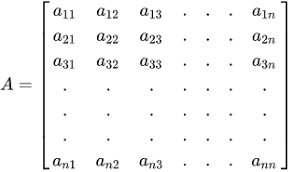 a₁₁ a₁₂ a₁₃ . . . a₁ₙ
a₂₁ a₂₂ a₂₃ . . . a₂ₙ
a₃₁ a₃₂ a₃₃ . . . a₃ₙ
A = . . . . . . .
. . . . . . .
. . . . . . .
aₙ₁ aₙ₂ aₙ₃ . . . aₙₙ